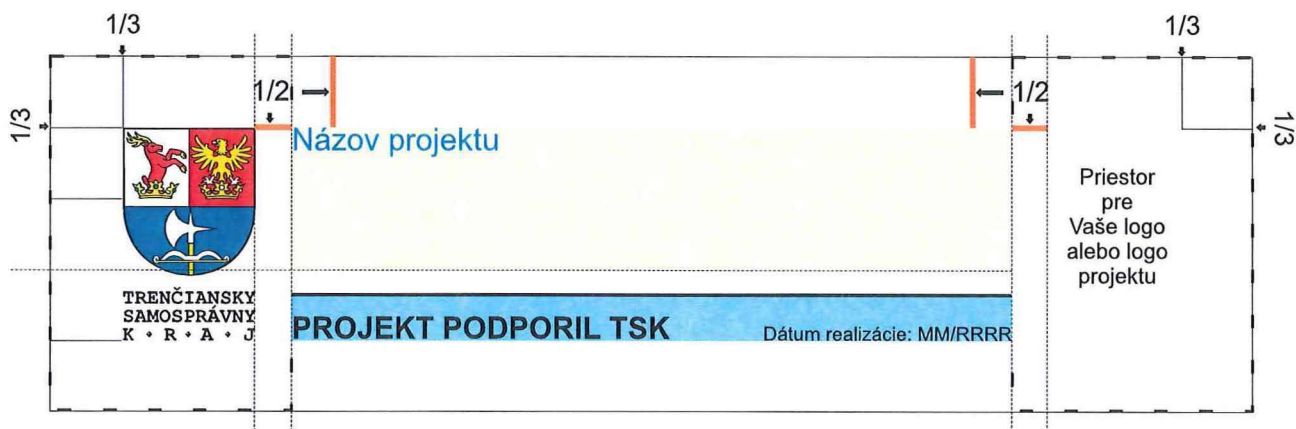 1/3
1/3
1/2
1/2
1/3
1/3
Názov projektu
Priestor
pre
Vaše logo
alebo logo
projektu
TRENČIANSKY
SAMOSPRÁVNY
K • R • A • J
PROJEKT PODPORIL TSK
Dátum realizácie: MM/RRRR